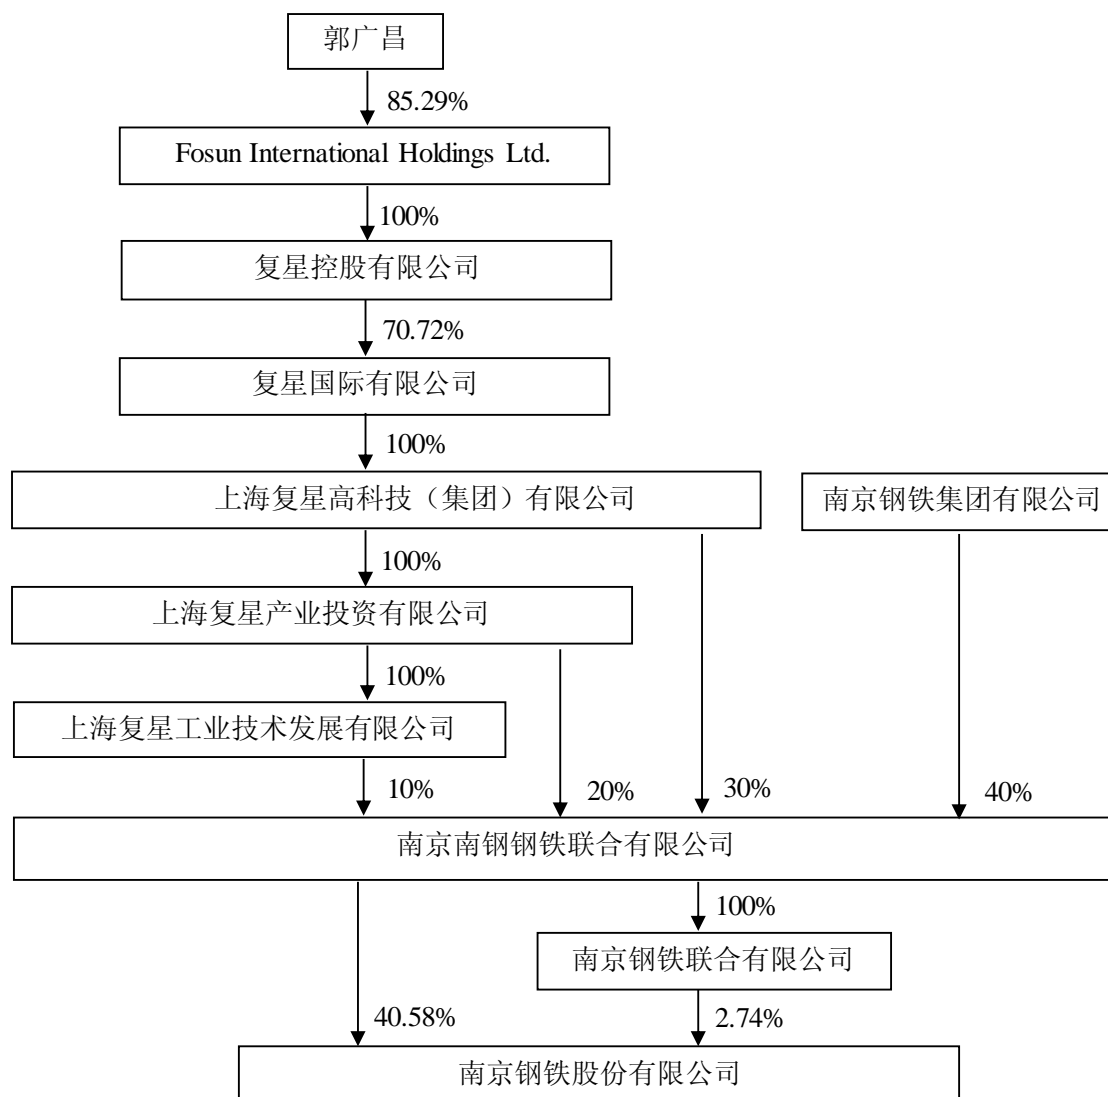 郭广昌
85.29%
Fosun International Holdings Ltd.
100%
复星控股有限公司
70.72%
复星国际有限公司
100%
上海复星高科技（集团）有限公司
南京钢铁集团有限公司
100%
上海复星产业投资有限公司
100%
上海复星工业技术发展有限公司
10%
20%
30%
40%
南京南钢钢铁联合有限公司
100%
南京钢铁联合有限公司
40.58%
2.74%
南京钢铁股份有限公司